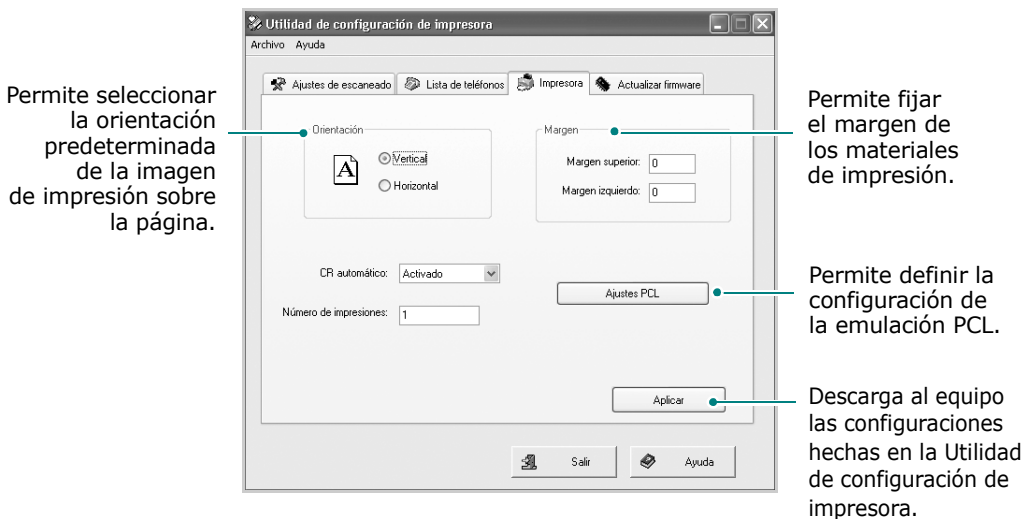 Utilidad de configuración de impresora
Archivo Ayuda
Ajustes de escaneado Lista de teléfonos Impresora Actualizar firmware
Permite seleccionar
la orientación
predeterminada
de la imagen
de impresión sobre
la página.
Orientación
A
Vertical
Horizontal
Margen
Margen superior: 0
Margen izquierdo: 0
Permite fijar
el margen de
los materiales
de impresión.
CR automático: Activado
Número de impresiones: 1
Ajustes PCL
Permite definir la
configuración de
la emulación PCL.
Aplicar
Descarga al equipo
las configuraciones
hechas en la Utilidad
de configuración de
impresora.
Salir Ayuda